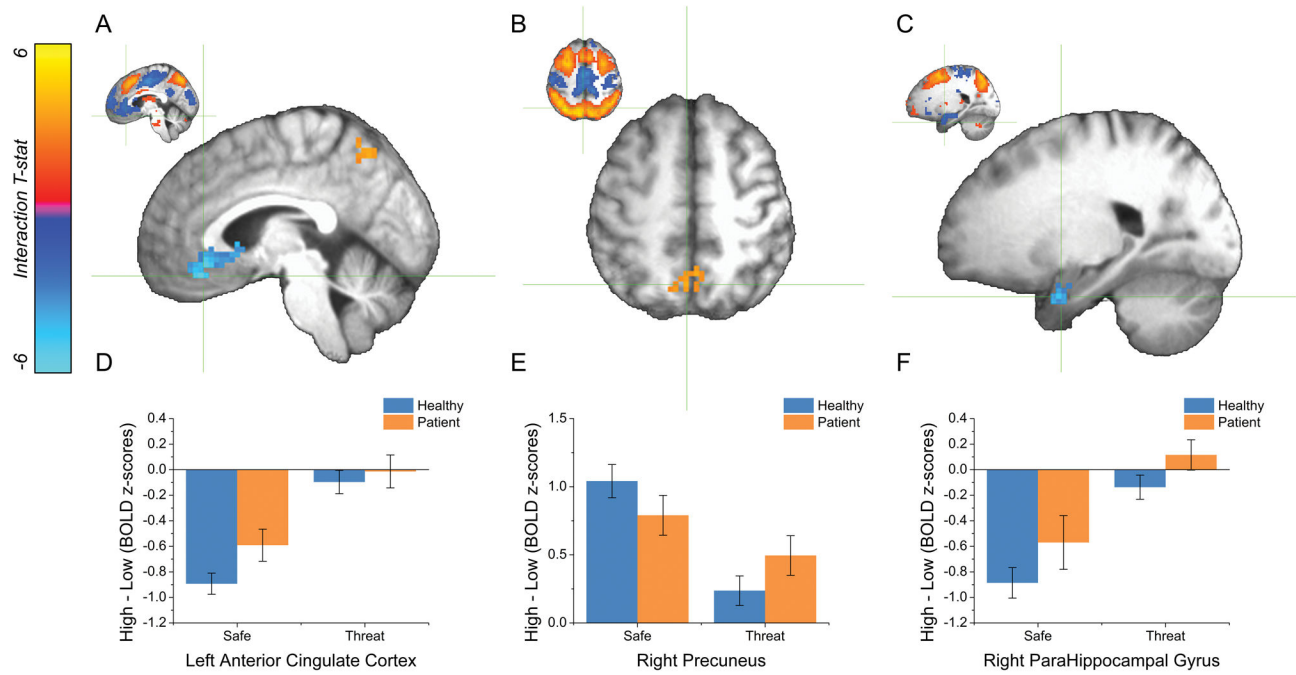 A
B
C
6
Interaction T-stat
-6
D
E
F
Healthy
Patient
Healthy
Patient
Healthy
Patient
High - Low (BOLD z-scores)
0.4
0.2
0.0
-0.2
-0.4
-0.6
-0.8
-1.0
-1.2
Safe
Threat
Left Anterior Cingulate Cortex
High - Low (BOLD z-scores)
1.5
1.0
0.5
0.0
Safe
Threat
Right Precuneus
High - Low (BOLD z-scores)
0.4
0.2
0.0
-0.2
-0.4
-0.6
-0.8
-1.0
-1.2
Safe
Threat
Right ParaHippocampal Gyrus